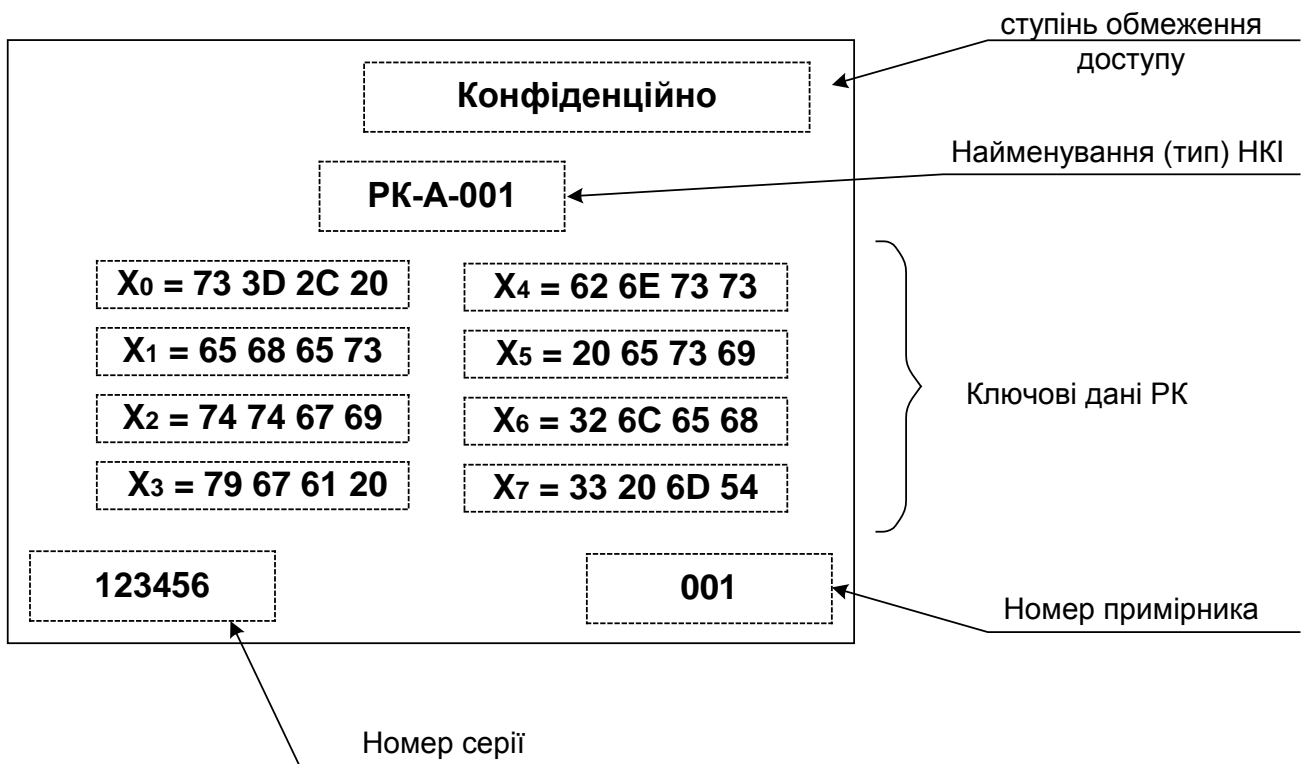 ступінь обмеження
доступу
Конфіденційно
Найменування (тип) НКІ
РК-А-001
X0 = 73 3D 2C 20
X4 = 62 6E 73 73
X1 = 65 68 65 73
X5 = 20 65 73 69
X2 = 74 74 67 69
X6 = 32 6C 65 68
X3 = 79 67 61 20
X7 = 33 20 6D 54
Ключові дані РК
123456
001
Номер примірника
Номер серії